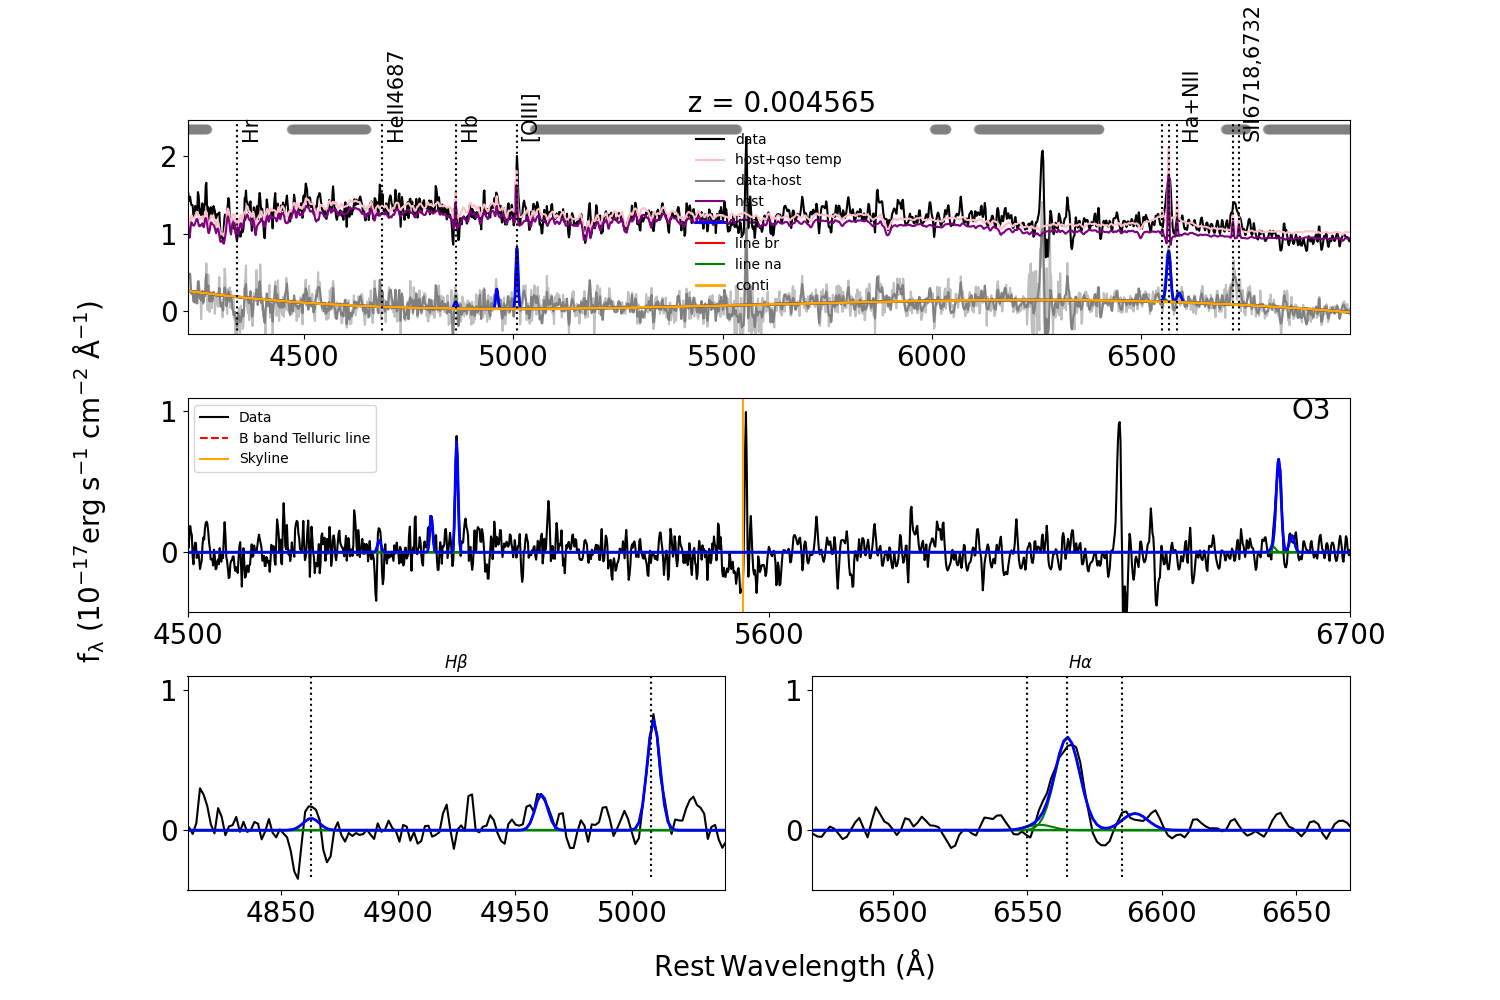 z = 0.004565
Hr
HeII4687
Hb
[OIII]
Ha+NII
SII6718,6732
data
host+qso temp
data-host
host
line br
line na
conti
2
1
0
4500
5000
5500
6000
6500
fλ (10⁻¹⁷erg s⁻¹ cm⁻² Å⁻¹)
O3
Data
B band Telluric line
Skyline
1
0
4500
5600
6700
Hβ
1
0
4850
4900
4950
5000
Hα
1
0
6500
6550
6600
6650
Rest Wavelength (Å)